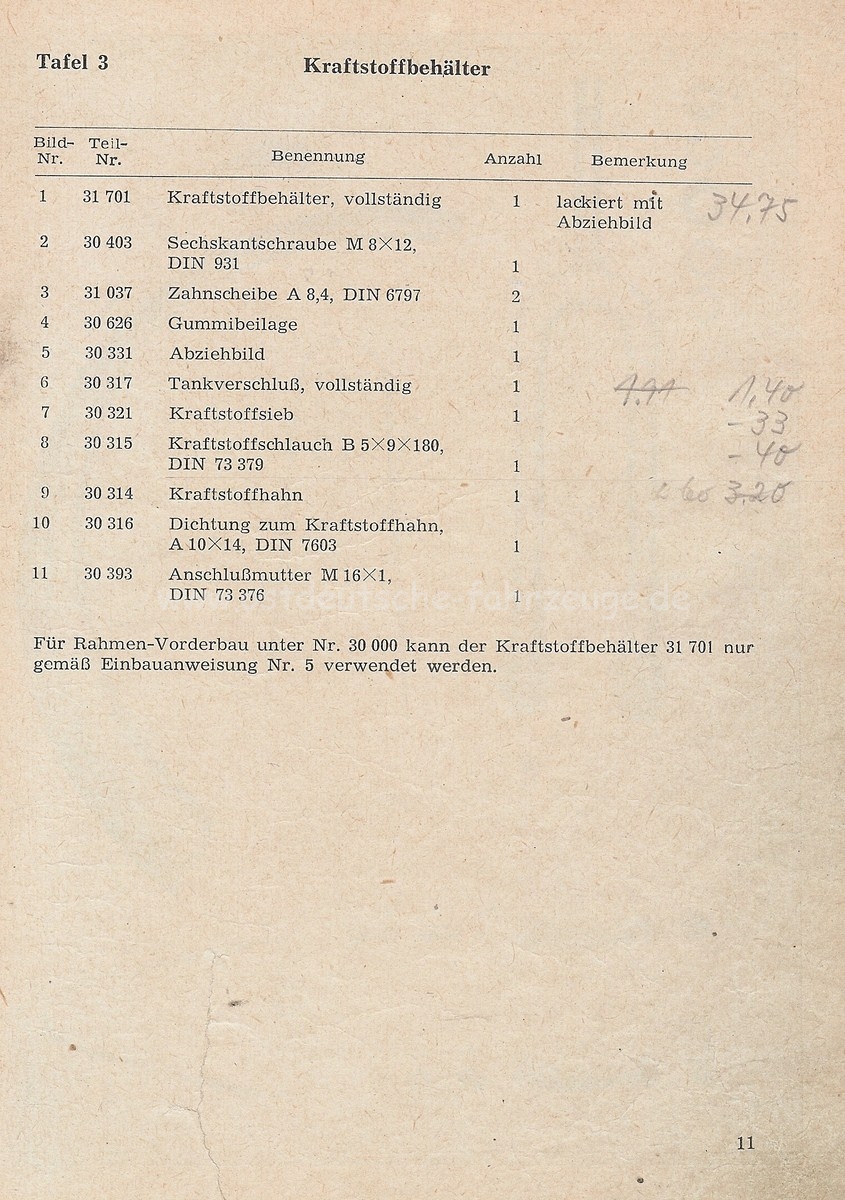 Tafel 3 Kraftstoffbehälter
Bild- Teil-
Nr. Nr. Benennung Anzahl Bemerkung
1 31 701 Kraftstoffbehälter, vollständig 1 lackiert mit 34,75
Abziehbild
2 30 403 Sechskantschraube M 8×12,
DIN 931 1
3 31 037 Zahnscheibe A 8,4, DIN 6797 2
4 30 626 Gummibeilage 1
5 30 331 Abziehbild 1
6 30 317 Tankverschluß, vollständig 1 1,40
7 30 321 Kraftstoffsieb 1 -33
8 30 315 Kraftstoffschlauch B 5×9×180, -40
DIN 73 379 1
9 30 314 Kraftstoffhahn 1 3,20
10 30 316 Dichtung zum Kraftstoffhahn,
A 10×14, DIN 7603 1
11 30 393 Anschlußmutter M 16×1,
DIN 73 376 1
Für Rahmen-Vorderbau unter Nr. 30 000 kann der Kraftstoffbehälter 31 701 nur
gemäß Einbauanweisung Nr. 5 verwendet werden.
11